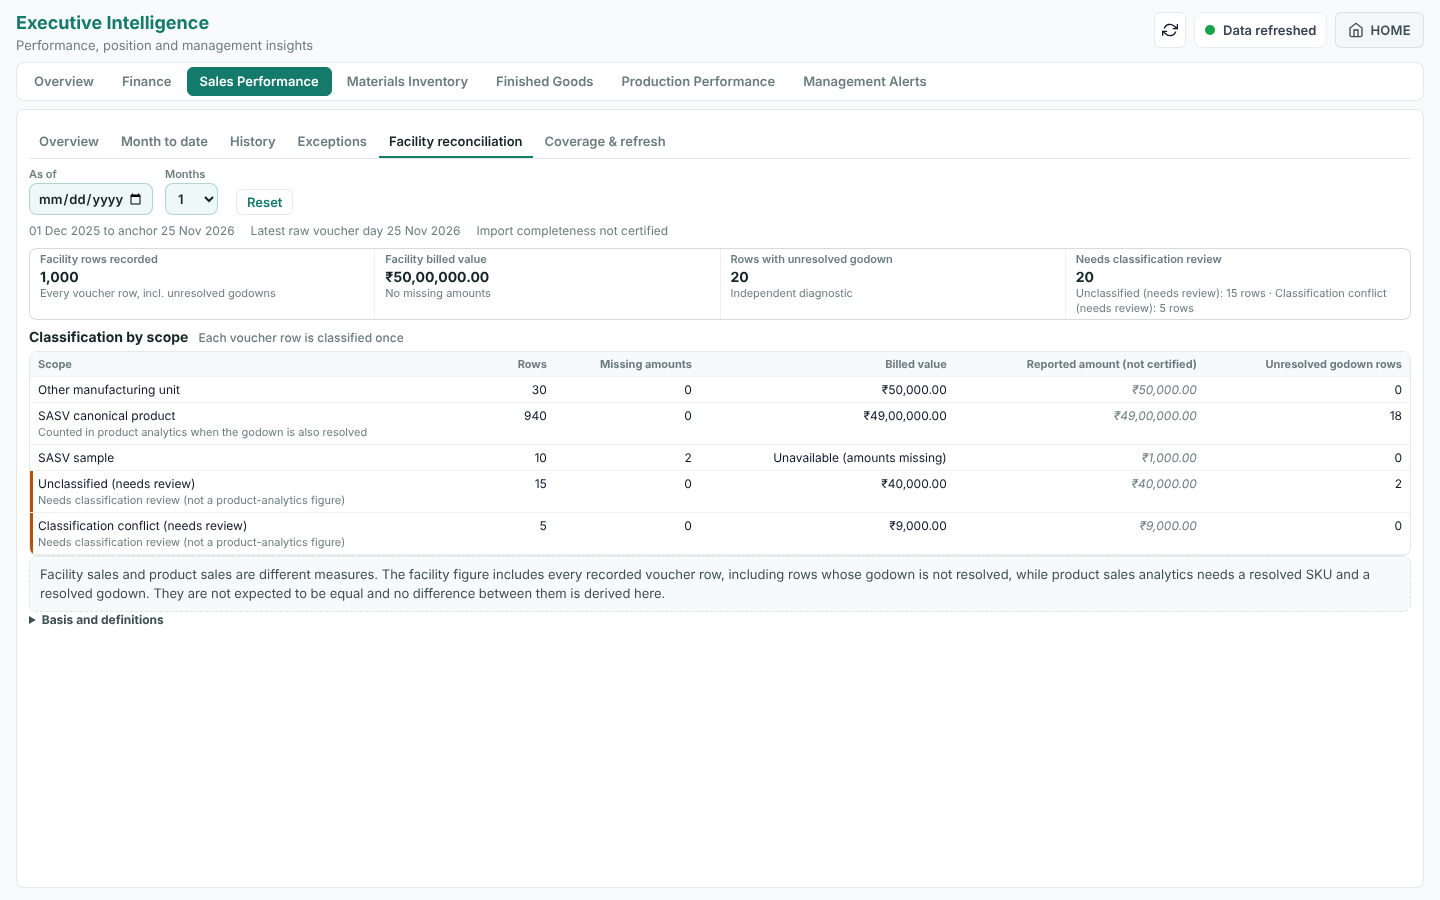 Executive Intelligence
Performance, position and management insights
Data refreshed
HOME
Overview Finance Sales Performance Materials Inventory Finished Goods Production Performance Management Alerts
Overview Month to date History Exceptions Facility reconciliation Coverage & refresh
As of Months
mm/dd/yyyy 1 Reset
01 Dec 2025 to anchor 25 Nov 2026 Latest raw voucher day 25 Nov 2026 Import completeness not certified
Facility rows recorded
1,000
Every voucher row, incl. unresolved godowns
Facility billed value
₹50,00,000.00
No missing amounts
Rows with unresolved godown
20
Independent diagnostic
Needs classification review
20
Unclassified (needs review): 15 rows · Classification conflict
(needs review): 5 rows
Classification by scope Each voucher row is classified once
Scope Rows Missing amounts Billed value Reported amount (not certified) Unresolved godown rows
Other manufacturing unit 30 0 ₹50,000.00 ₹50,000.00 0
SASV canonical product 940 0 ₹49,00,000.00 ₹49,00,000.00 18
Counted in product analytics when the godown is also resolved
SASV sample 10 2 Unavailable (amounts missing) ₹1,000.00 0
Unclassified (needs review) 15 0 ₹40,000.00 ₹40,000.00 2
Needs classification review (not a product-analytics figure)
Classification conflict (needs review) 5 0 ₹9,000.00 ₹9,000.00 0
Needs classification review (not a product-analytics figure)
Facility sales and product sales are different measures. The facility figure includes every recorded voucher row, including rows whose godown is not resolved, while product sales analytics needs a resolved SKU and a
resolved godown. They are not expected to be equal and no difference between them is derived here.
Basis and definitions